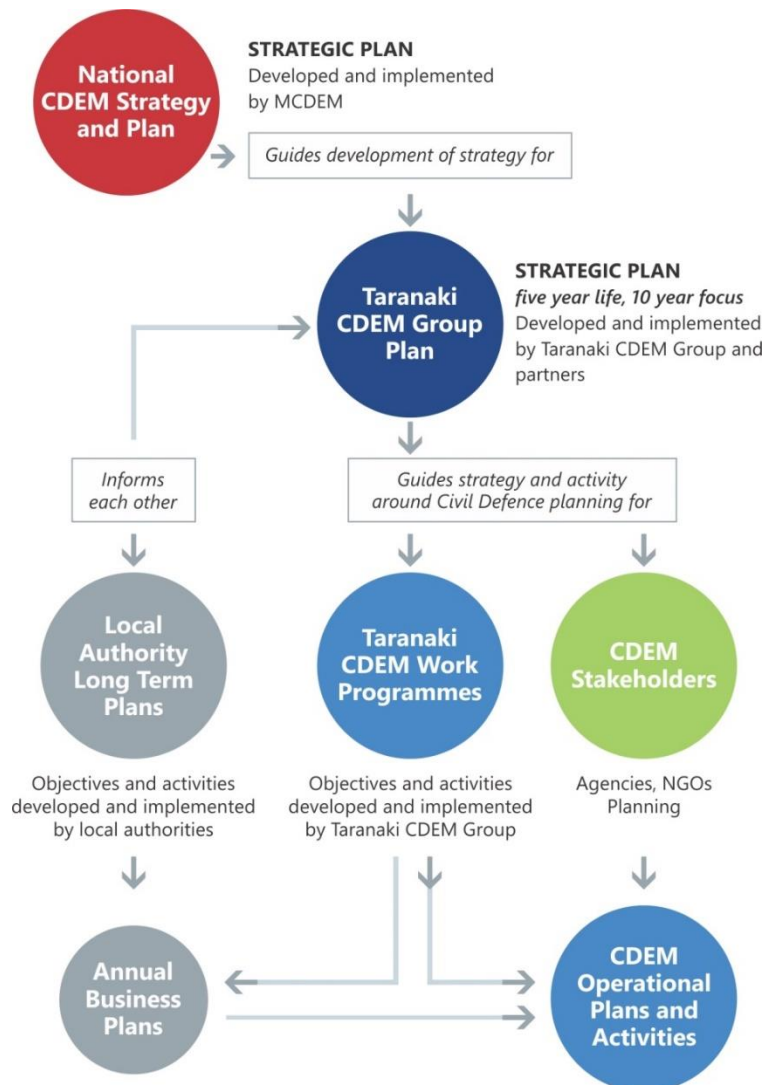 National
CDEM Strategy
and Plan
STRATEGIC PLAN
Developed and implemented
by MCDEM
Guides development of strategy for
Taranaki
CDEM Group
Plan
STRATEGIC PLAN
five year life, 10 year focus
Developed and implemented
by Taranaki CDEM Group and
partners
Informs
each other
Guides strategy and activity
around Civil Defence planning for
Local
Authority
Long Term
Plans
Taranaki
CDEM Work
Programmes
CDEM
Stakeholders
Objectives and activities
developed and implemented
by local authorities
Objectives and activities
developed and implemented
by Taranaki CDEM Group
Agencies, NGOs
Planning
Annual
Business
Plans
CDEM
Operational
Plans and
Activities